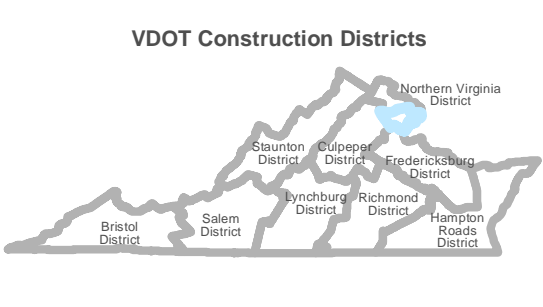 VDOT Construction Districts
Northern Virginia
District
Staunton
District
Culpeper
District
Fredericksburg
District
Lynchburg
District
Richmond
District
Salem
District
Hampton
Roads
District
Bristol
District